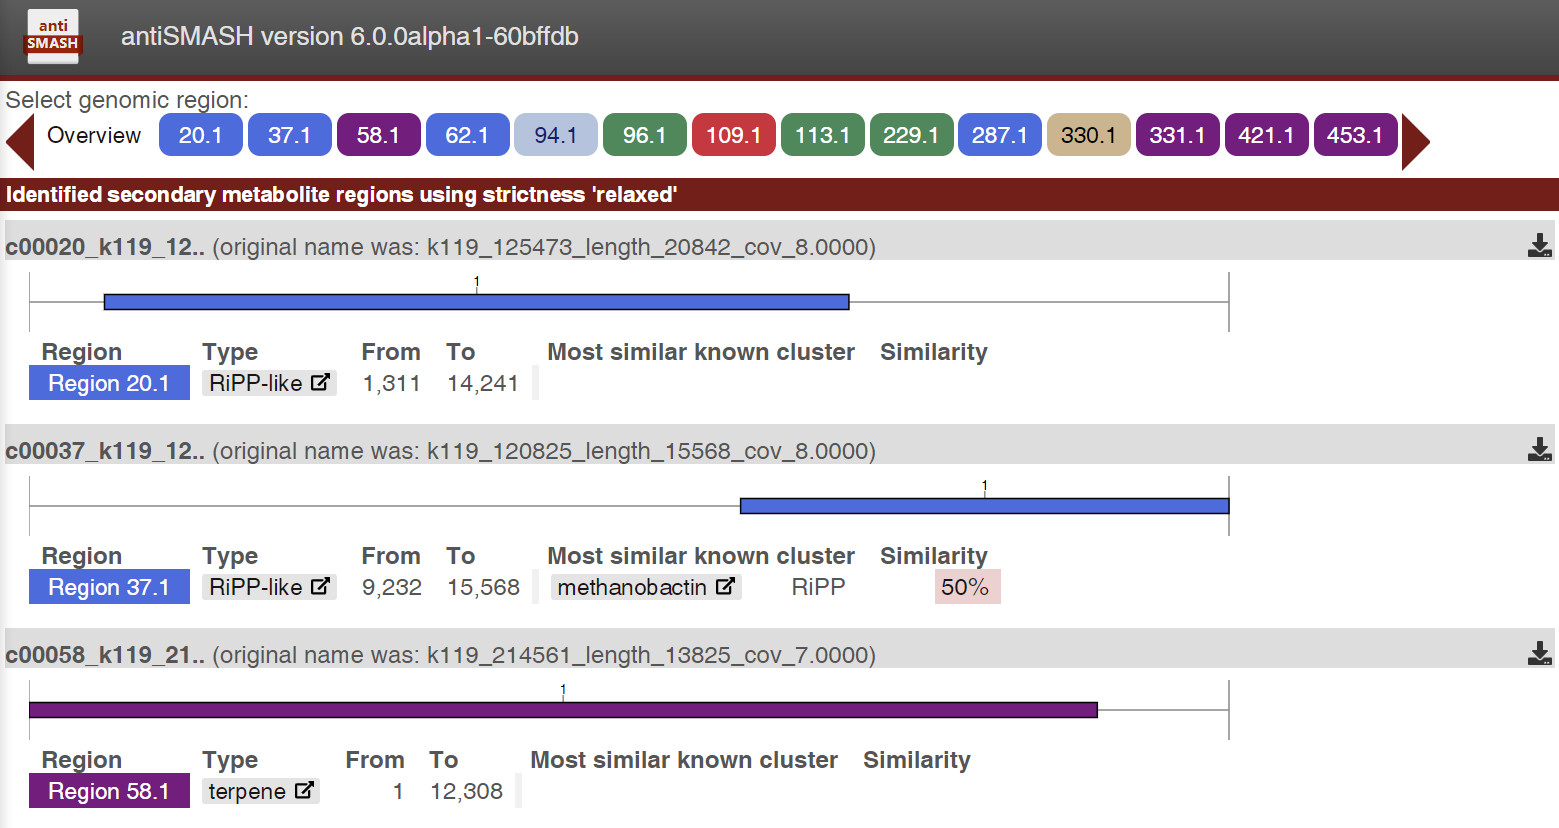 anti
SMASH
antiSMASH version 6.0.0alpha1-60bffdb
Select genomic region:
Overview 20.1 37.1 58.1 62.1 94.1 96.1 109.1 113.1 229.1 287.1 330.1 331.1 421.1 453.1
Identified secondary metabolite regions using strictness 'relaxed'
c00020_k119_12.. (original name was: k119_125473_length_20842_cov_8.0000)
1
Region Type From To Most similar known cluster Similarity
Region 20.1 RiPP-like 1,311 14,241
c00037_k119_12.. (original name was: k119_120825_length_15568_cov_8.0000)
1
Region Type From To Most similar known cluster Similarity
Region 37.1 RiPP-like 9,232 15,568 methanobactin RiPP 50%
c00058_k119_21.. (original name was: k119_214561_length_13825_cov_7.0000)
1
Region Type From To Most similar known cluster Similarity
Region 58.1 terpene 1 12,308